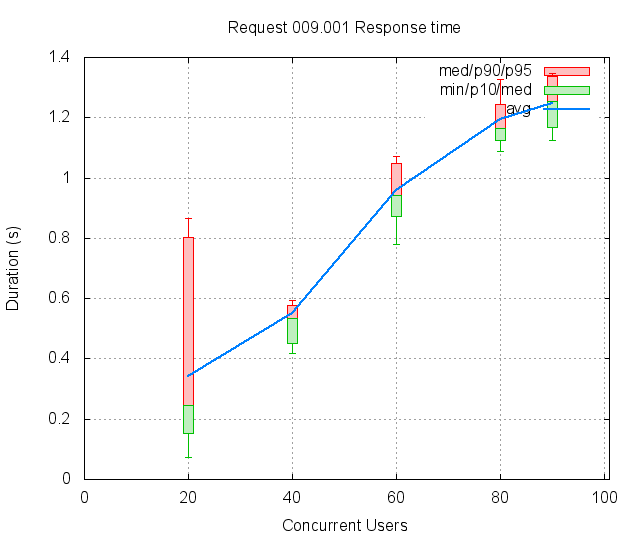 Request 009.001 Response time
1.4
1.2
1
0.8
0.6
0.4
0.2
0
med/p90/p95
min/p10/med
avg
Duration (s)
0 20 40 60 80 100
Concurrent Users